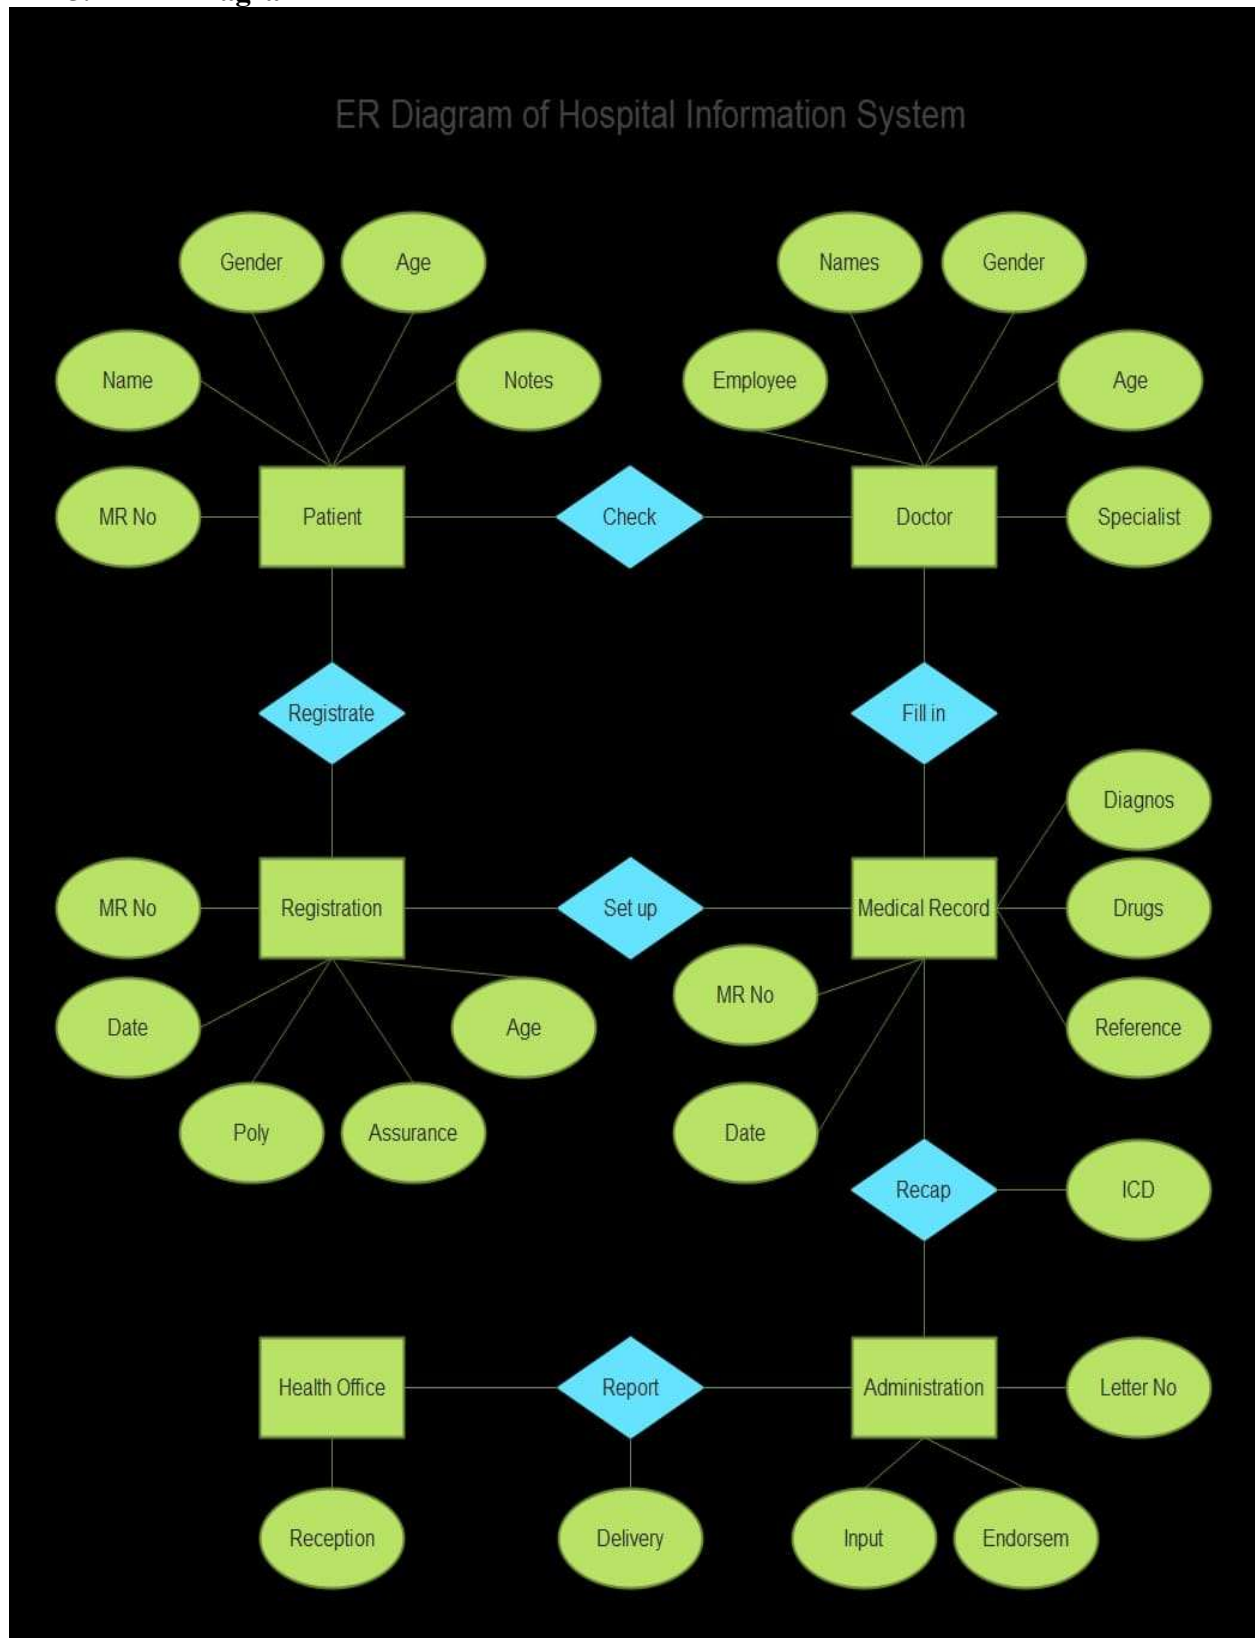 ER Diagram of Hospital Information System
Gender
Age
Names
Gender
Name
Notes
Employee
Age
MR No
Patient
Check
Doctor
Specialist
Registrate
Fill in
Diagnos
MR No
Registration
Set up
Medical Record
Drugs
MR No
Date
Age
Reference
Poly
Assurance
Date
Recap
ICD
Health Office
Report
Administration
Letter No
Reception
Delivery
Input
Endorsem